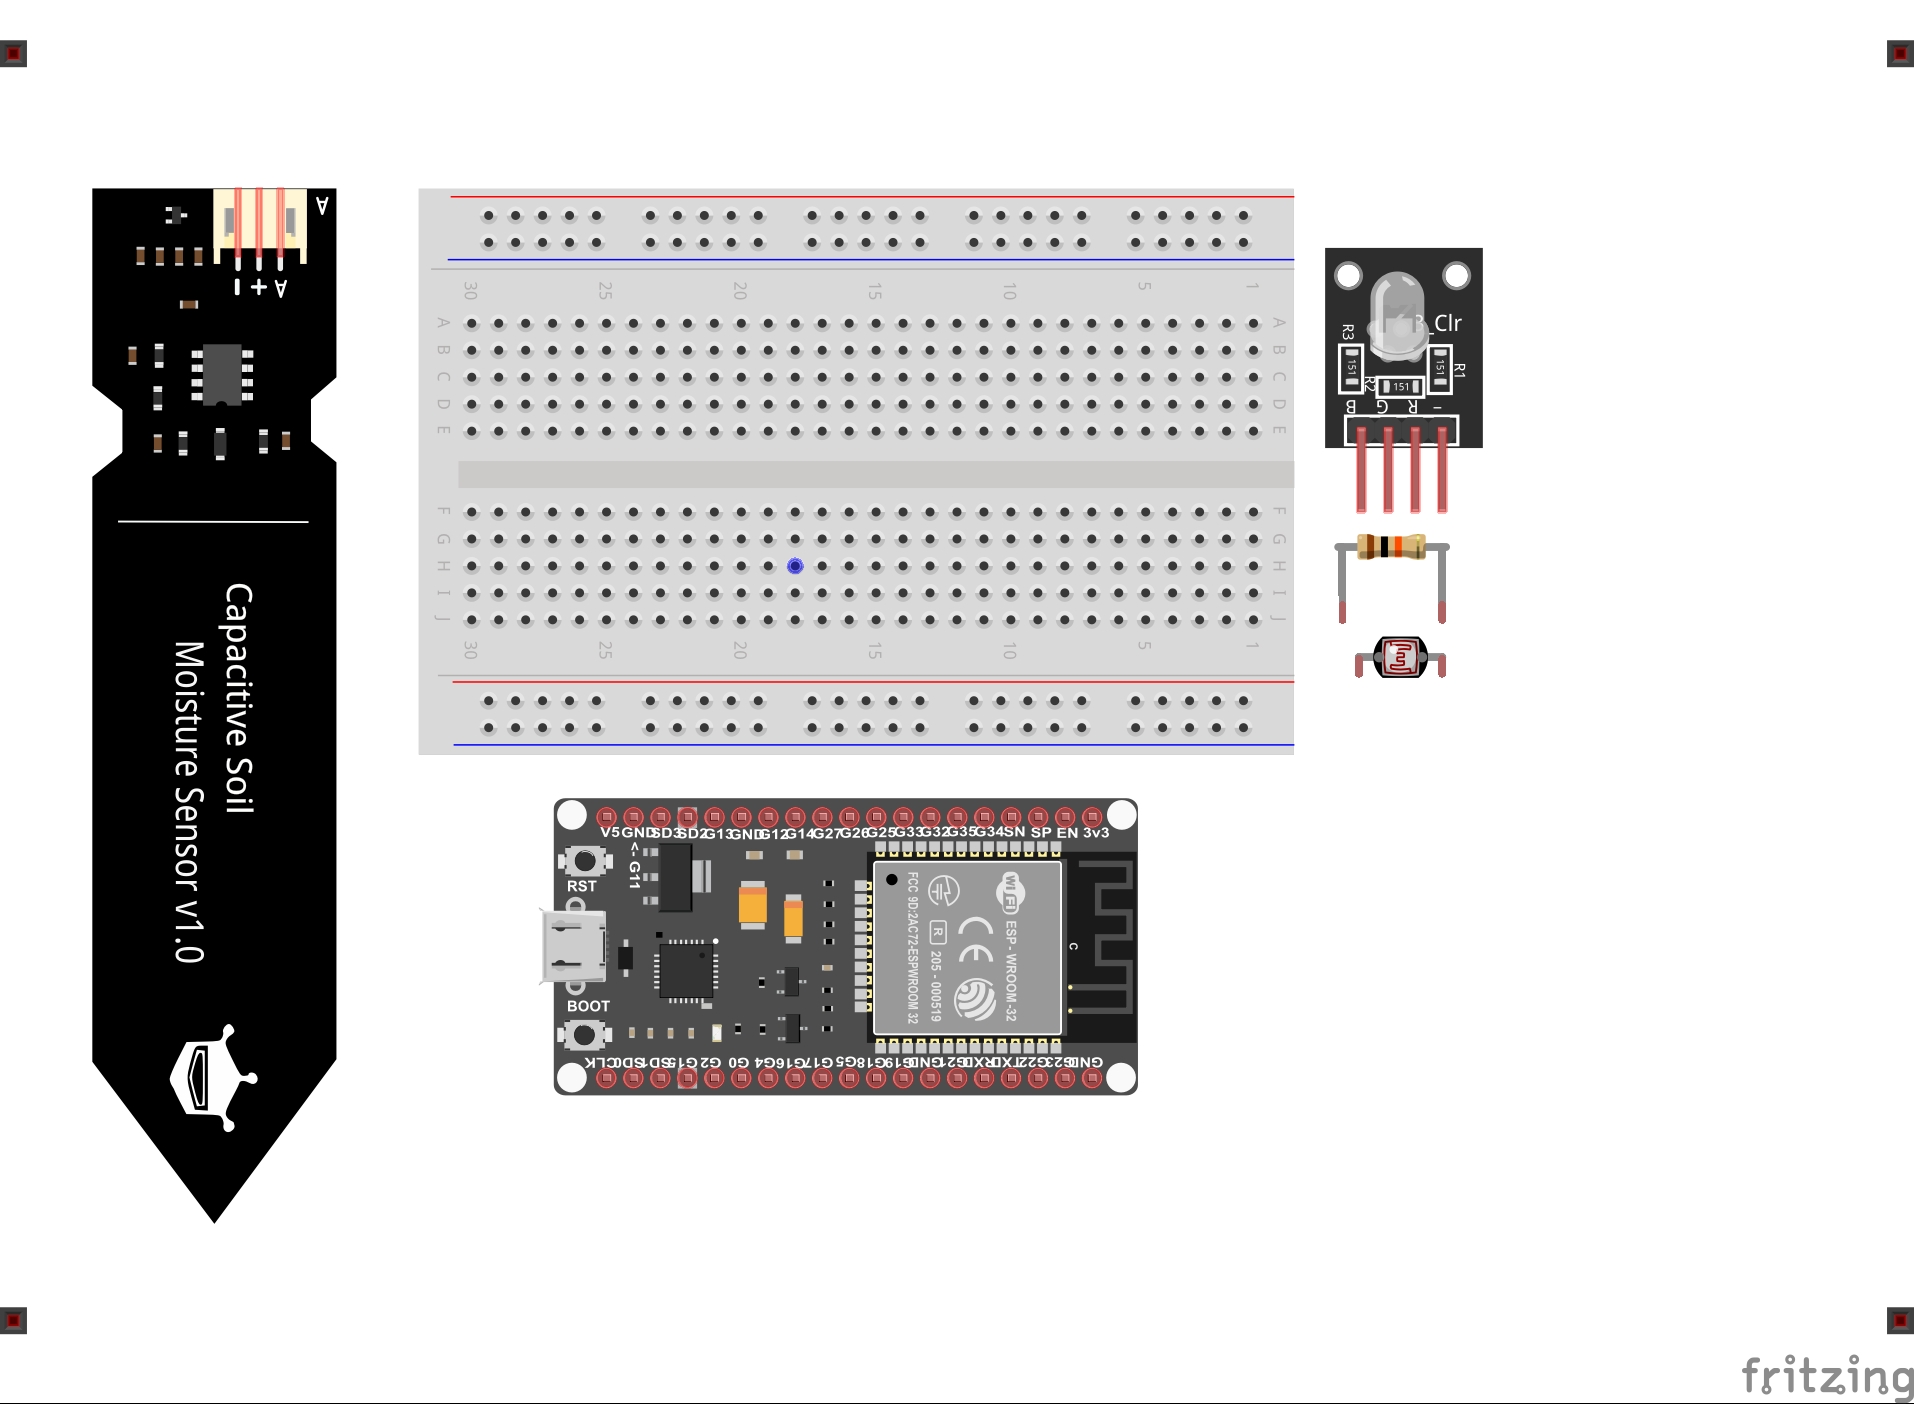 A
- + A
Capacitive Soil
Moisture Sensor v1.0
30 25 20 15 10 5 1
A A
B B
C C
D D
E E
F F
G G
H H
I I
J J
30 25 20 15 10 5 1
B_Clr
R3
R1
R2
151
151
151
B G R -
V5 GND SD3 SD2 G13 GND G12 G14 G27 G26 G25 G33 G32 G35 G34 SN SP EN 3v3
<- G11
RST
BOOT
WiFi
ESP - WROOM -32
CE
R
205 - 000519
FCC 9D:2AC72-ESPWROOM 32
C
CLK SD0 SD1 G15 G2 G0 G4 G16 G17 G5 G18 G19 GND G21 RXD TXD G22 G23 GND
fritzing